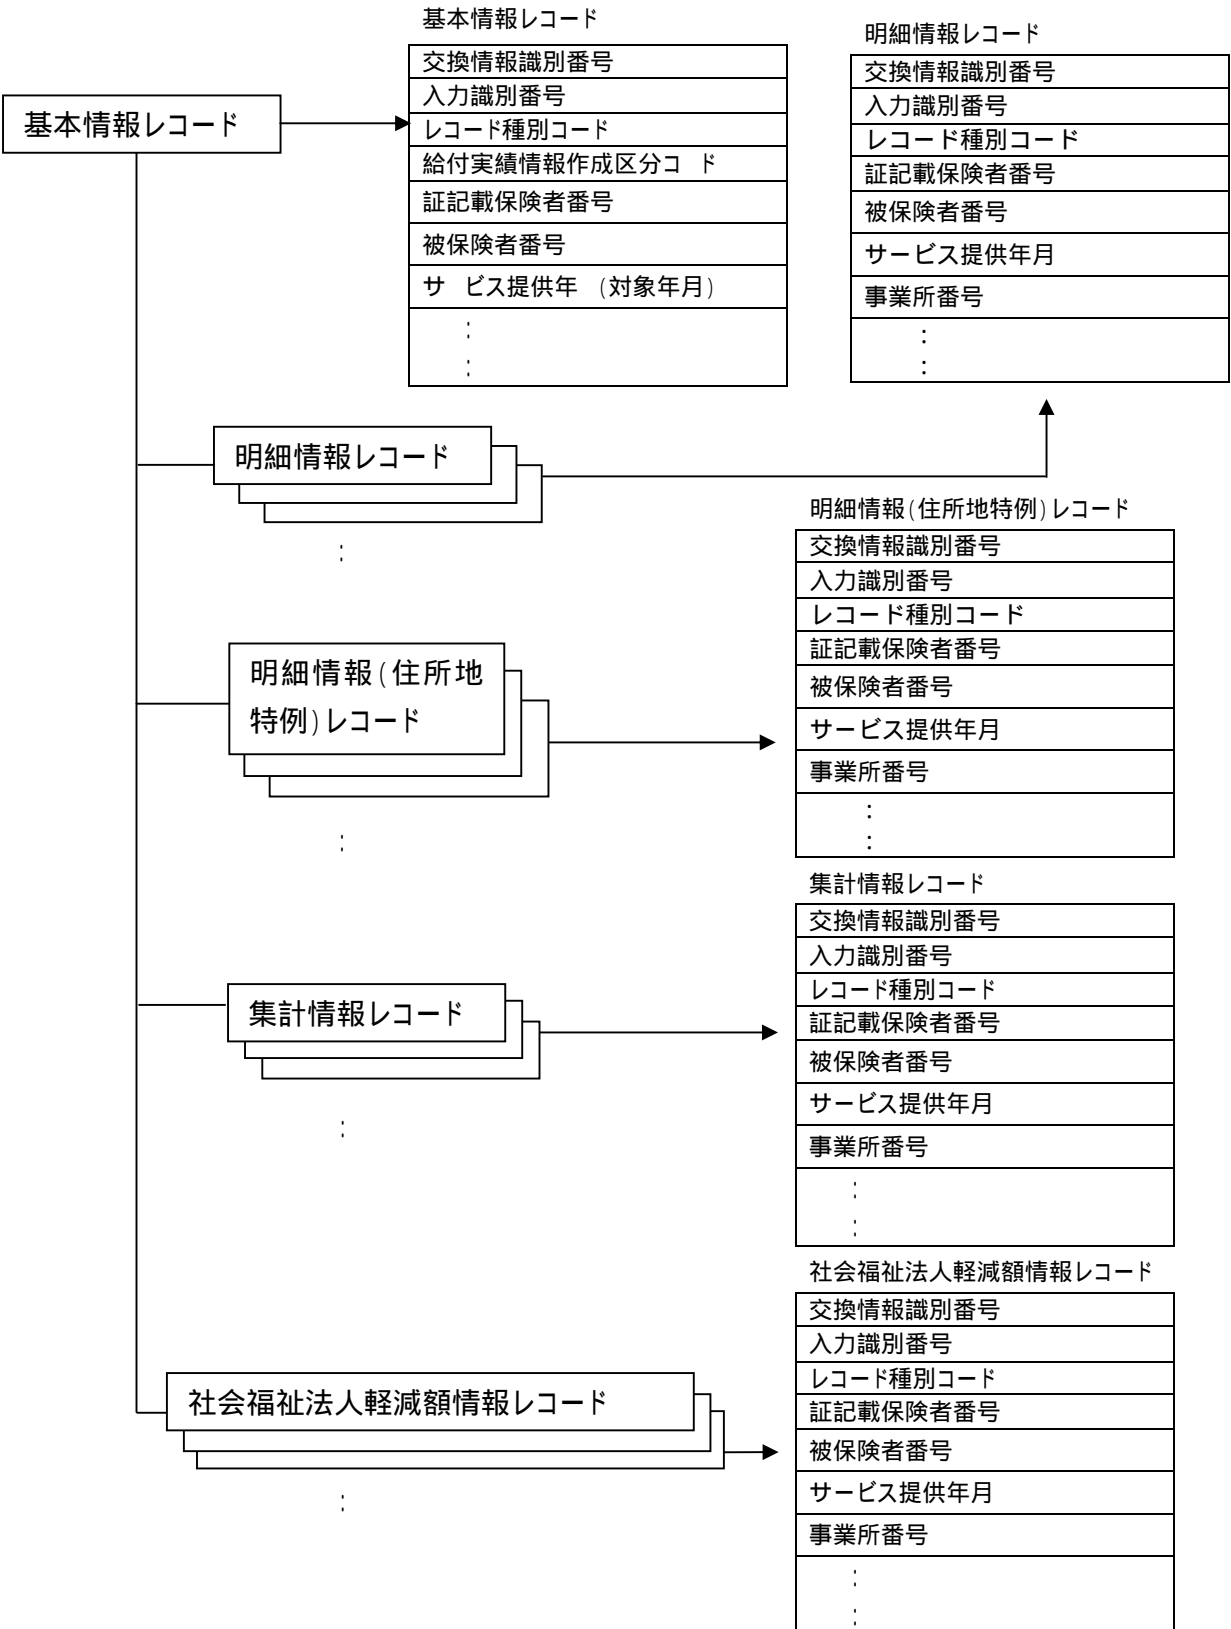 基本情報レコード
基本情報レコード
交換情報識別番号
入力識別番号
レコード種別コード
給付実績情報作成区分コ ド
証記載保険者番号
被保険者番号
サ ビス提供年 (対象年月)
:
:
明細情報レコード
交換情報識別番号
入力識別番号
レコード種別コード
証記載保険者番号
被保険者番号
サービス提供年月
事業所番号
:
:
明細情報レコード
:
明細情報(住所地特例)レコード
交換情報識別番号
入力識別番号
レコード種別コード
証記載保険者番号
被保険者番号
サービス提供年月
事業所番号
:
:
明細情報(住所地
特例)レコード
:
集計情報レコード
交換情報識別番号
入力識別番号
レコード種別コード
証記載保険者番号
被保険者番号
サービス提供年月
事業所番号
:
:
集計情報レコード
:
社会福祉法人軽減額情報レコード
交換情報識別番号
入力識別番号
レコード種別コード
証記載保険者番号
被保険者番号
サービス提供年月
事業所番号
:
:
社会福祉法人軽減額情報レコード
: